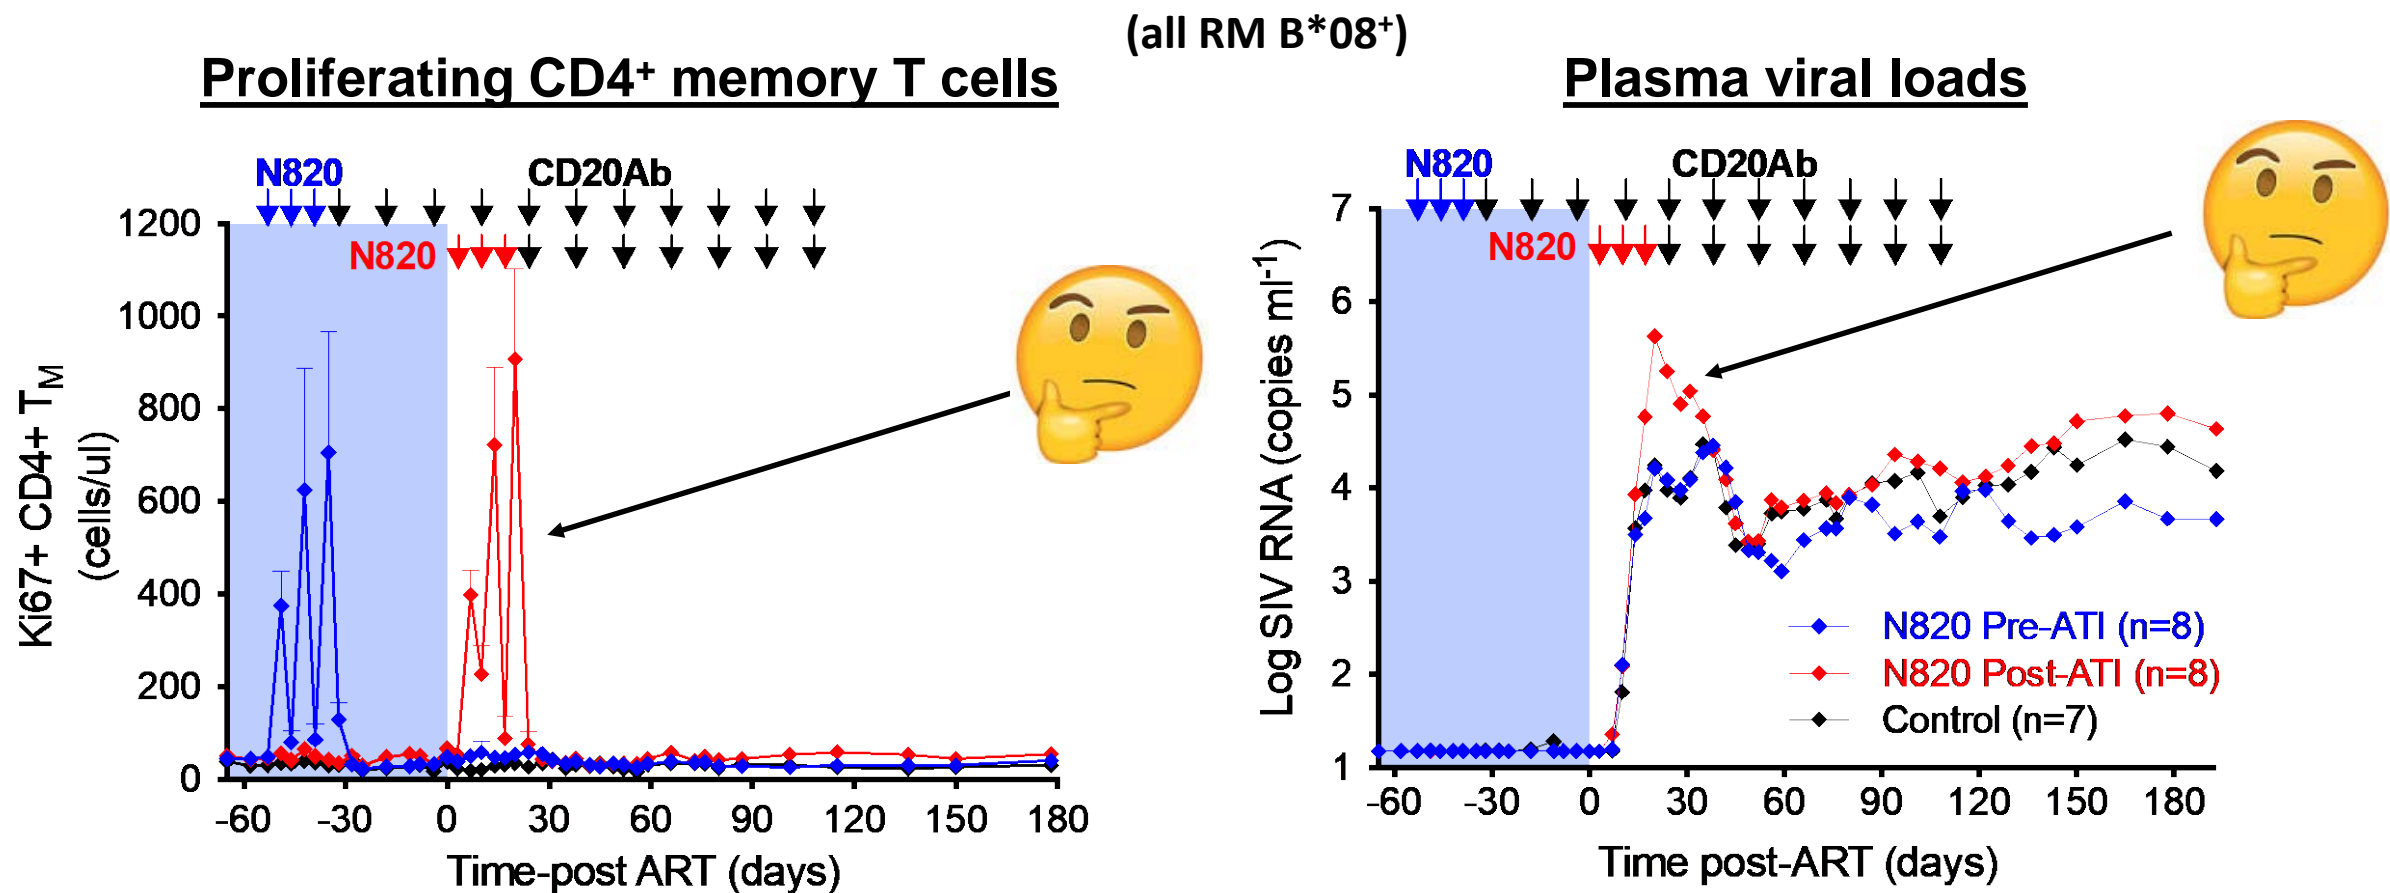 (all RM B*08⁺)
Proliferating CD4⁺ memory T cells
N820
CD20Ab
N820
1200
1000
800
600
400
200
0
Ki67+ CD4+ T_M
(cells/ul)
-60 -30 0 30 60 90 120 150 180
Time-post ART (days)
Plasma viral loads
N820
CD20Ab
N820
7
6
5
4
3
2
1
Log SIV RNA (copies ml⁻¹)
N820 Pre-ATI (n=8)
N820 Post-ATI (n=8)
Control (n=7)
-60 -30 0 30 60 90 120 150 180
Time post-ART (days)